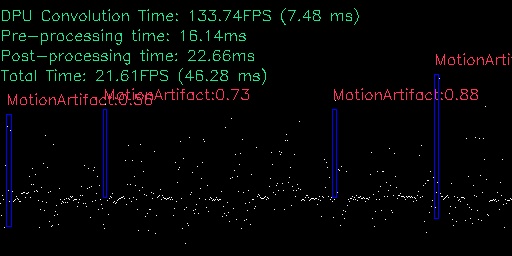 DPU Convolution Time: 133.74FPS (7.48 ms)
Pre-processing time: 16.14ms
Post-processing time: 22.66ms
Total Time: 21.61FPS (46.28 ms)
MotionArtif
MotionArtifact:0.56
MotionArtifact:0.73
MotionArtifact:0.88